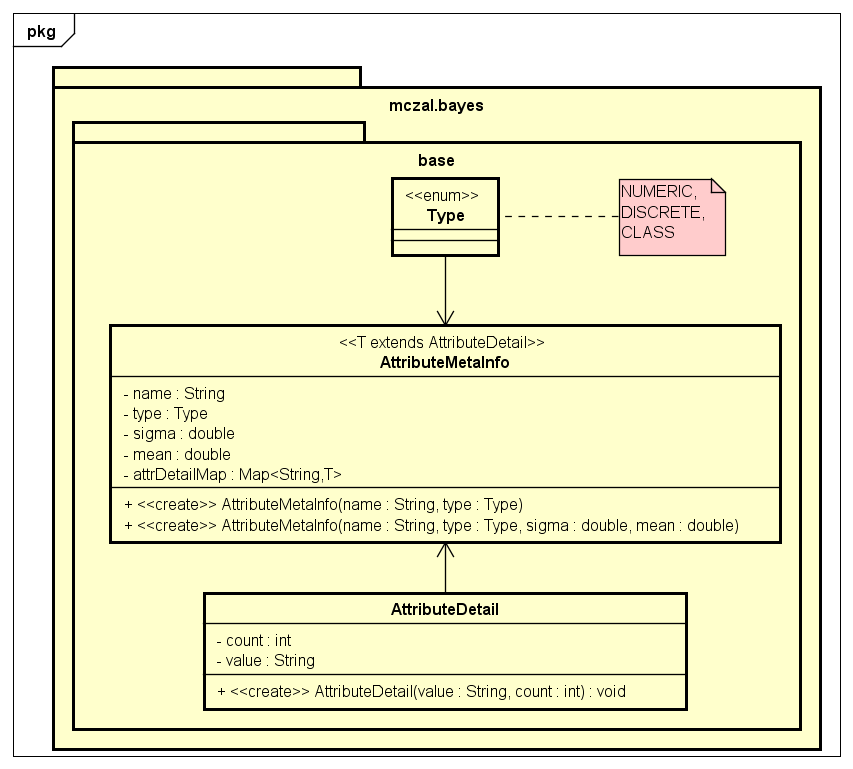 pkg
mczal.bayes
base
<<enum>>
Type
NUMERIC,
DISCRETE,
CLASS
<<T extends AttributeDetail>>
AttributeMetaInfo
- name : String
- type : Type
- sigma : double
- mean : double
- attrDetailMap : Map<String,T>
+ <<create>> AttributeMetaInfo(name : String, type : Type)
+ <<create>> AttributeMetaInfo(name : String, type : Type, sigma : double, mean : double)
AttributeDetail
- count : int
- value : String
+ <<create>> AttributeDetail(value : String, count : int) : void